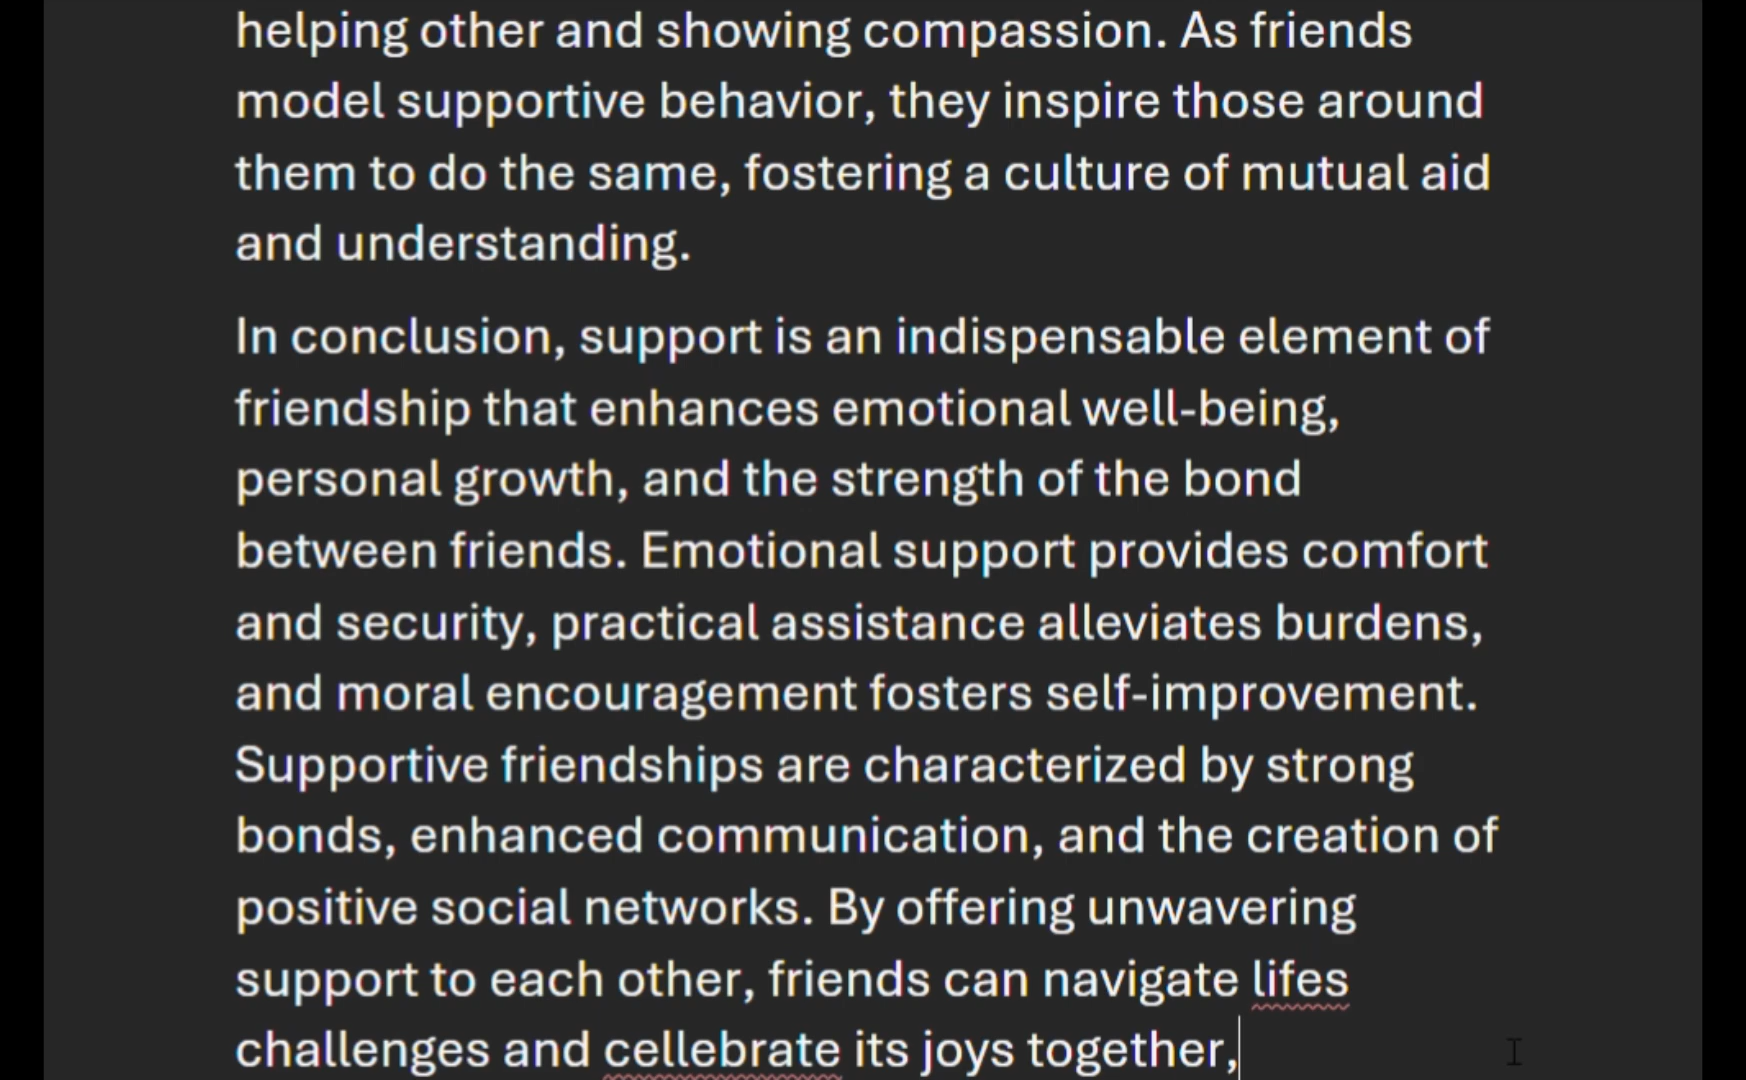 helping other and showing compassion. As friends
model supportive behavior, they inspire those around
them to do the same, fostering a culture of mutual aid
and understanding.
In conclusion, support is an indispensable element of
friendship that enhances emotional well-being,
personal growth, and the strength of the bond
between friends. Emotional support provides comfort
and security, practical assistance alleviates burdens,
and moral encouragement fosters self-improvement.
Supportive friendships are characterized by strong
bonds, enhanced communication, and the creation of
positive social networks. By offering unwavering
support to each other, friends can navigate lifes
challenges and cellebrate its joys together,